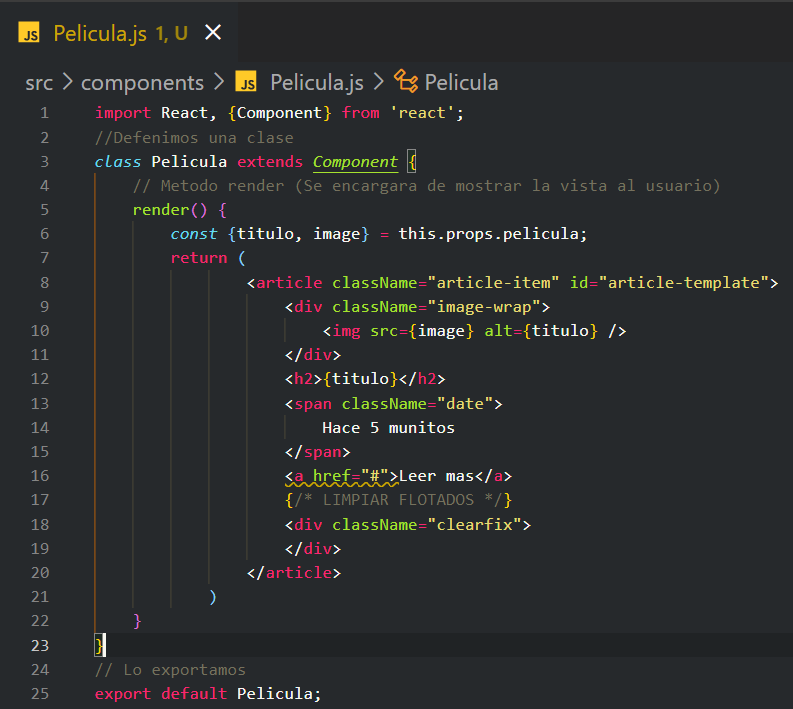 JS Pelicula.js 1, U
src > components > JS Pelicula.js > Pelicula
1 import React, {Component} from 'react';
2 //Defenimos una clase
3 class Pelicula extends Component {
4 // Metodo render (Se encargara de mostrar la vista al usuario)
5 render() {
6 const {titulo, image} = this.props.pelicula;
7 return (
8 <article className="article-item" id="article-template">
9 <div className="image-wrap">
10 <img src={image} alt={titulo} />
11 </div>
12 <h2>{titulo}</h2>
13 <span className="date">
14 Hace 5 munitos
15 </span>
16 <a href="#">Leer mas</a>
17 {/* LIMPIAR FLOTADOS */}
18 <div className="clearfix">
19 </div>
20 </article>
21 )
22 }
23 }
24 // Lo exportamos
25 export default Pelicula;